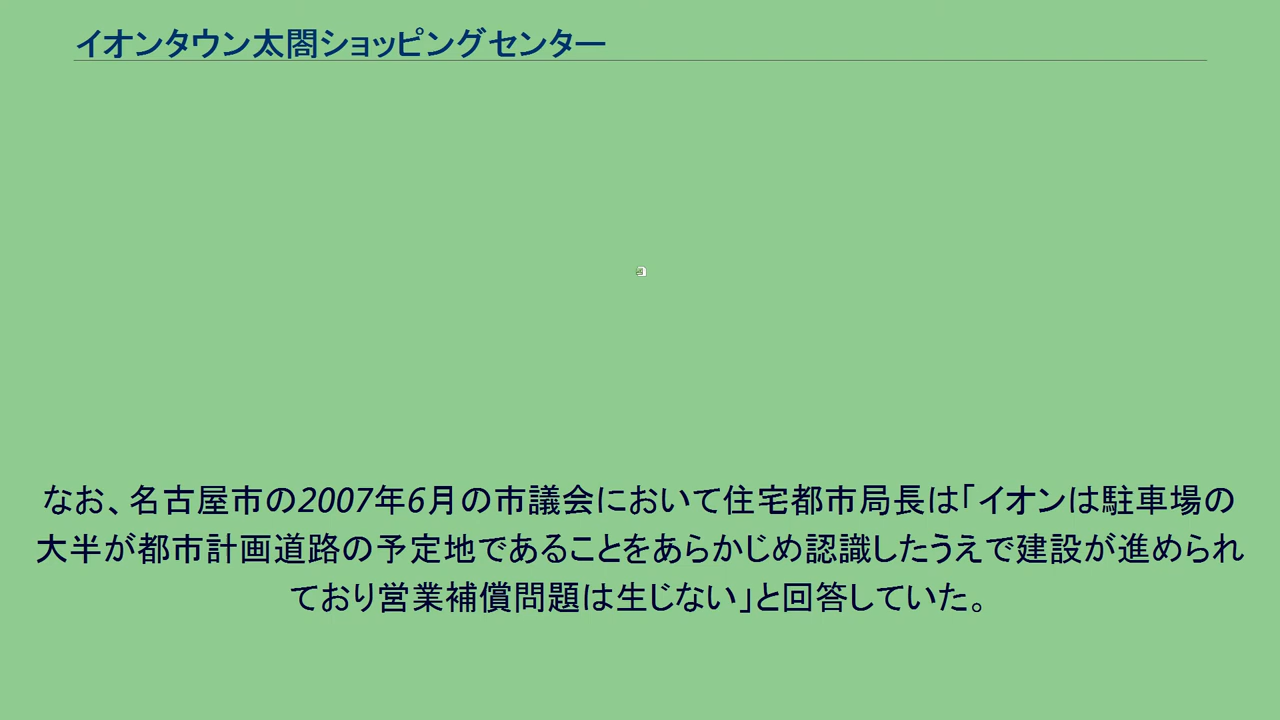 イオンタウン太閤ショッピングセンター
なお、名古屋市の2007年6月の市議会において住宅都市局長は「イオンは駐車場の
大半が都市計画道路の予定地であることをあらかじめ認識したうえで建設が進められ
ており営業補償問題は生じない」と回答していた。